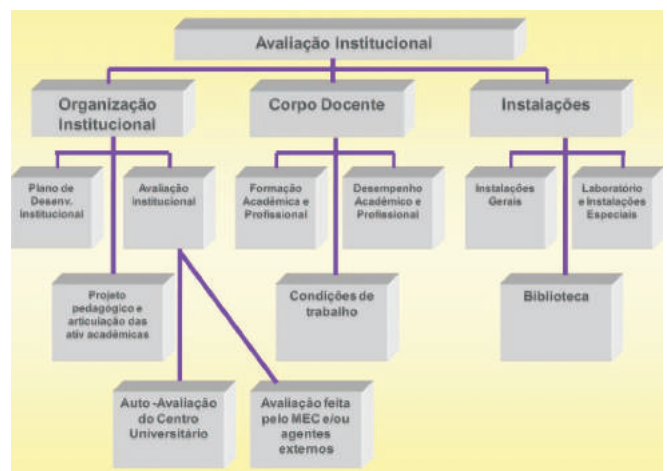 Avaliação Institucional
Organização
Institucional
Corpo Docente
Instalações
Plano de
Desenv.
institucional
Avaliação
institucional
Formação
Acadêmica e
Profissional
Desempenho
Acadêmico e
Profissional
Instalações
Gerais
Laboratório
e Instalações
Especiais
Projeto
pedagógico e
articulação das
ativ acadêmicas
Condições de
trabalho
Biblioteca
Auto -Avaliação
do Centro
Universitário
Avaliação feita
pelo MEC e/ou
agentes
externos